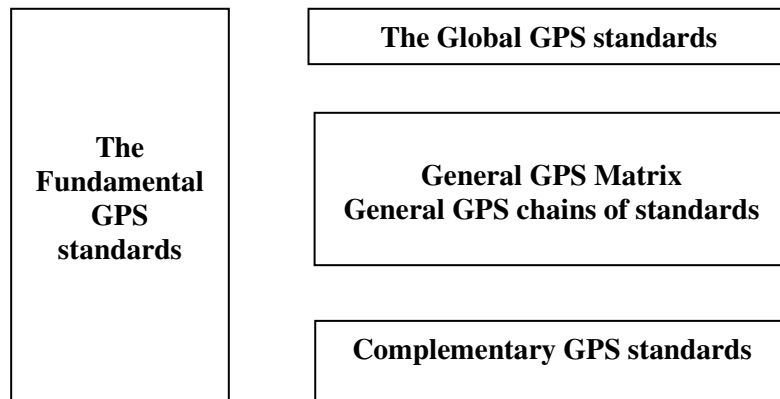 The
Fundamental
GPS
standards
The Global GPS standards
General GPS Matrix
General GPS chains of standards
Complementary GPS standards